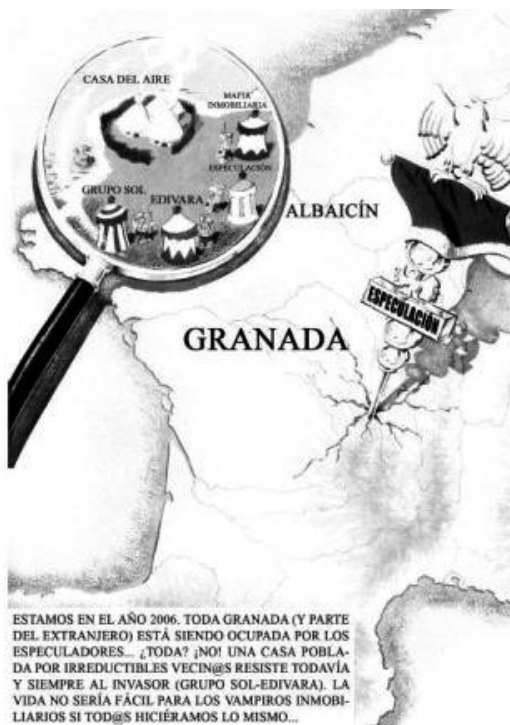 CASA DEL AIRE
MAFIA
INMOBILIARIA
ESPECULACIÓN
GRUPO SOL
EDIVARA
ALBAICÍN
ESPECULACIÓN
GRANADA
ESTAMOS EN EL AÑO 2006. TODA GRANADA (Y PARTE
DEL EXTRANJERO) ESTÁ SIENDO OCUPADA POR LOS
ESPECULADORES... ¿TODA? ¡NO! UNA CASA POBLA-
DA POR IRREDUCTIBLES VECIN@S RESISTE TODAVÍA
Y SIEMPRE AL INVASOR (GRUPO SOL-EDIVARA). LA
VIDA NO SERÍA FÁCIL PARA LOS VAMPIROS INMOBI-
LIARIOS SI TOD@S HICIÉRAMOS LO MISMO...